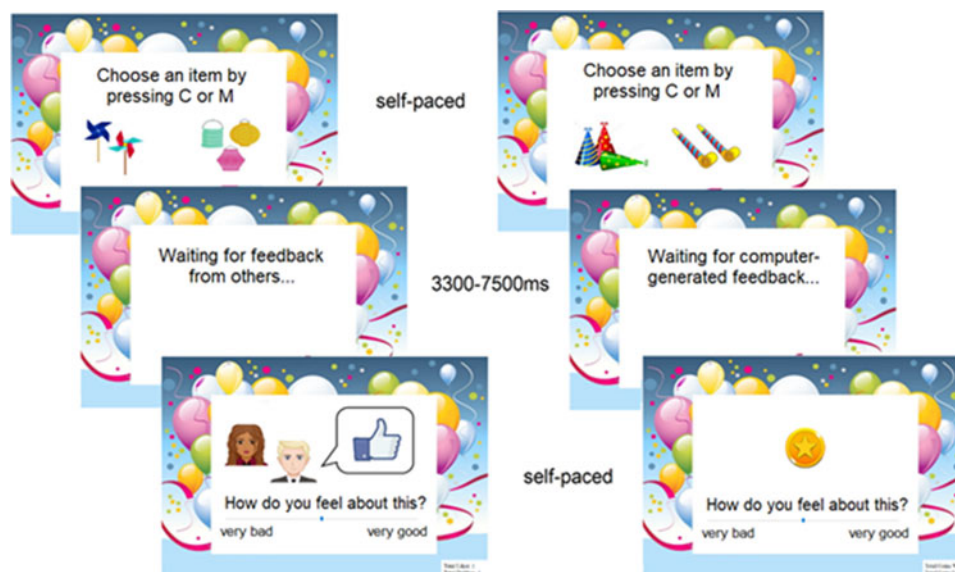 Choose an item by
pressing C or M
self-paced
Choose an item by
pressing C or M
Waiting for feedback
from others...
3300-7500ms
Waiting for computer-
generated feedback...
How do you feel about this?
very bad very good
self-paced
How do you feel about this?
very bad very good